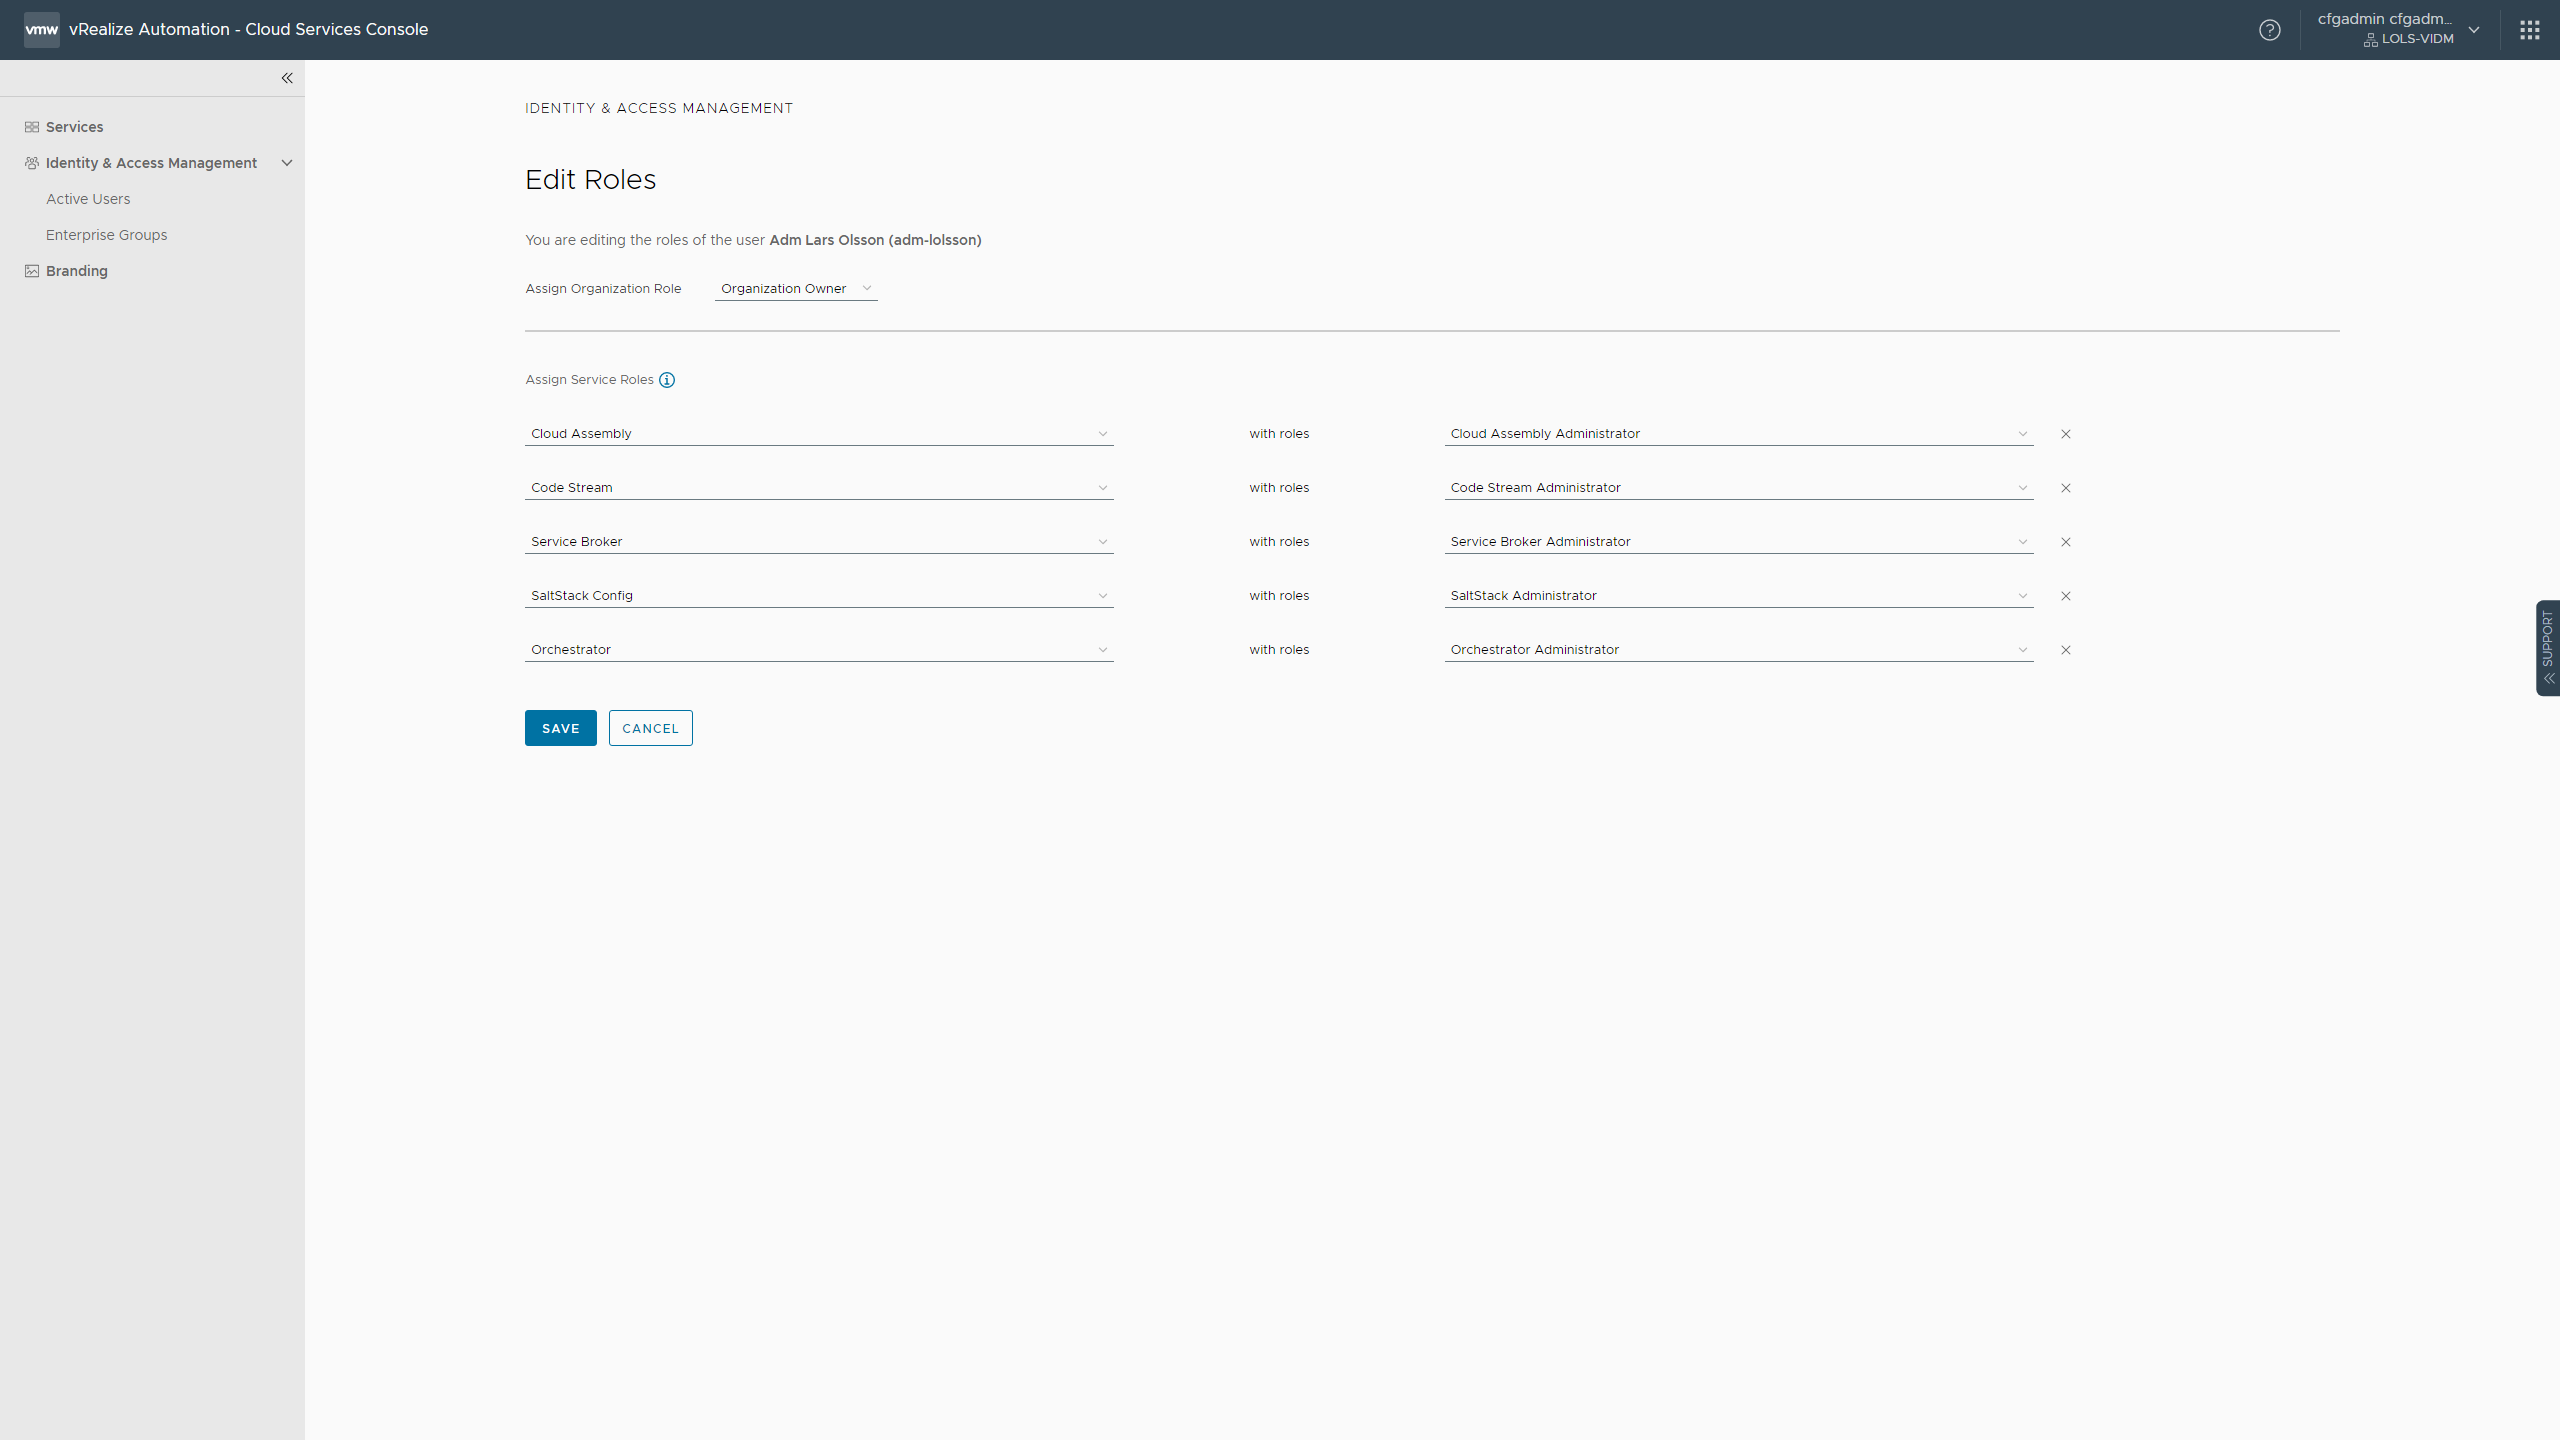 vmw vRealize Automation - Cloud Services Console
cfgadmin cfgadm...
LOLS-VIDM
Services
Identity & Access Management
Active Users
Enterprise Groups
Branding
IDENTITY & ACCESS MANAGEMENT
Edit Roles
You are editing the roles of the user Adm Lars Olsson (adm-lolsson)
Assign Organization Role Organization Owner
Assign Service Roles
Cloud Assembly with roles Cloud Assembly Administrator
Code Stream with roles Code Stream Administrator
Service Broker with roles Service Broker Administrator
SaltStack Config with roles SaltStack Administrator
Orchestrator with roles Orchestrator Administrator
SAVE CANCEL
SUPPORT